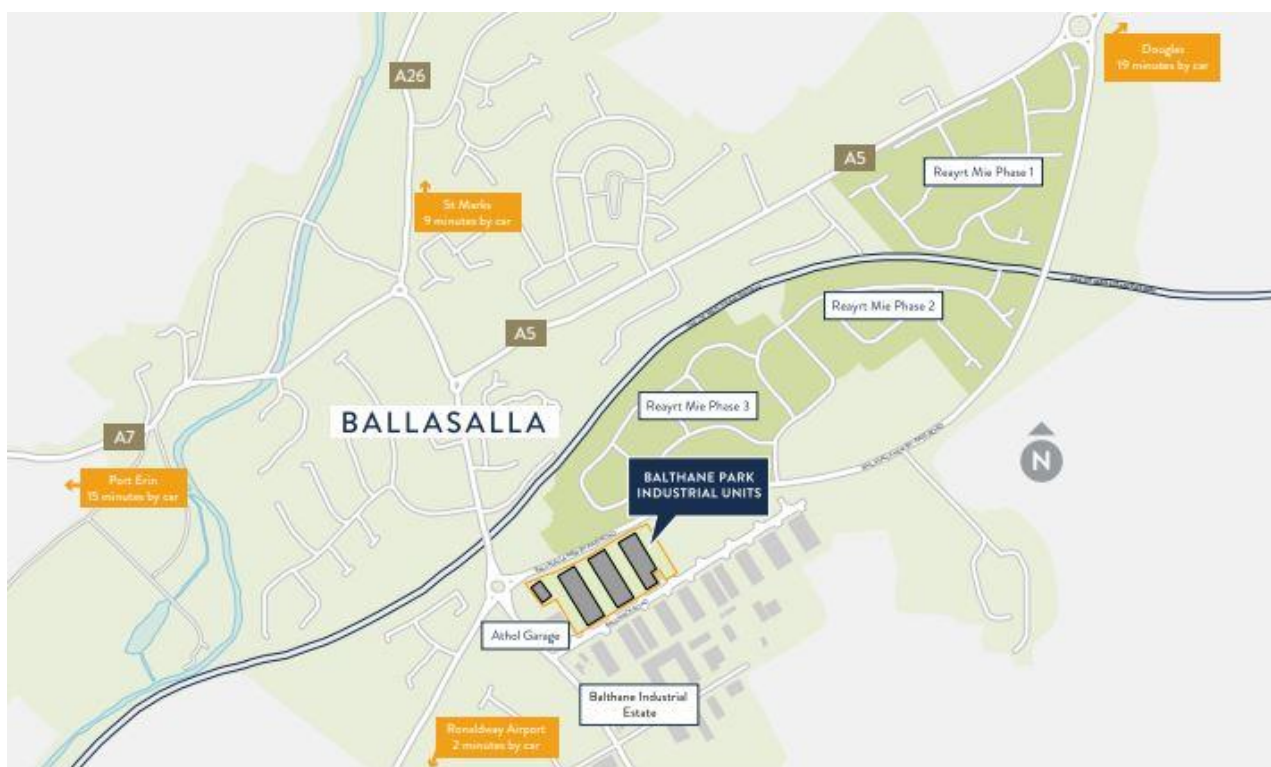 Douglas
19 minutes by car
A26
A5
Reayrt Mie Phase 1
St Marks
9 minutes by car
Reayrt Mie Phase 2
A5
Reayrt Mie Phase 3
BALLASALLA
A7
Port Erin
15 minutes by car
BALTHANE PARK
INDUSTRIAL UNITS
N
Athol Garage
Balthane Industrial
Estate
Ronaldway Airport
2 minutes by car